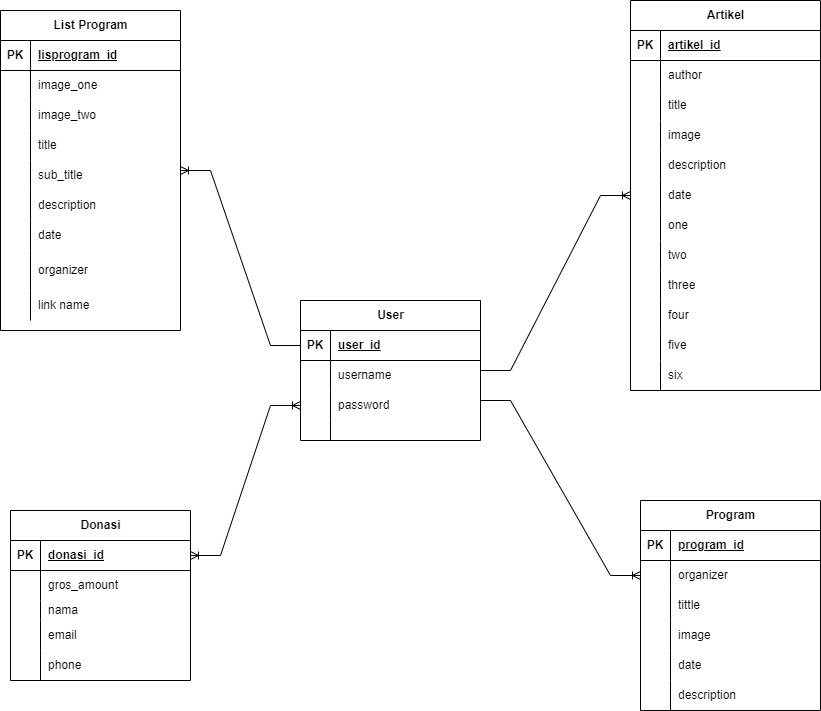 List Program
PK lisprogram_id
image_one
image_two
title
sub_title
description
date
organizer
link name
Artikel
PK artikel_id
author
title
image
description
date
one
two
three
four
five
six
User
PK user_id
username
password
Donasi
PK donasi_id
gros_amount
nama
email
phone
Program
PK program_id
organizer
tittle
image
date
description